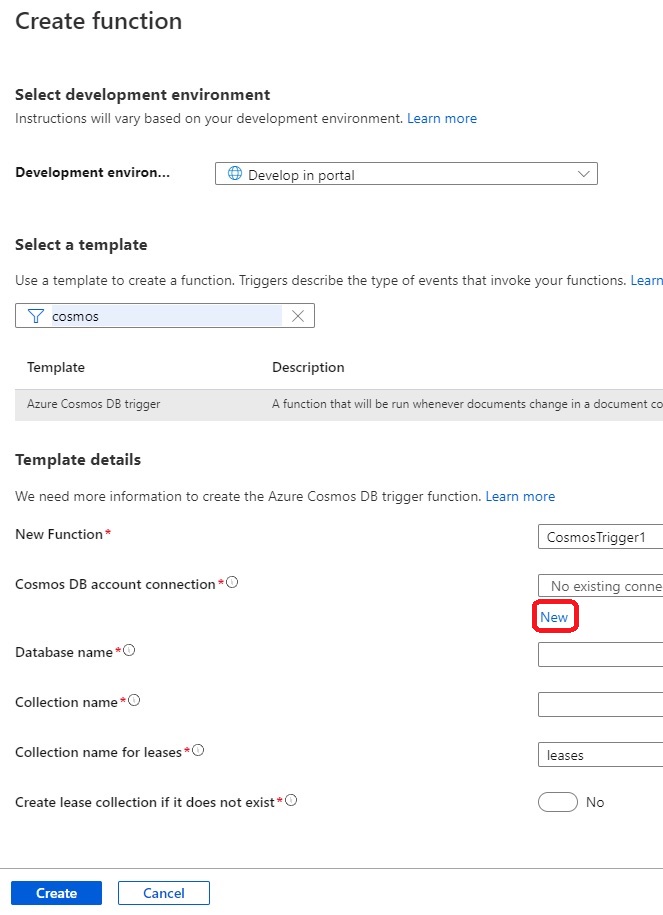 Create function
Select development environment
Instructions will vary based on your development environment. Learn more
Development environ... Develop in portal
Select a template
Use a template to create a function. Triggers describe the type of events that invoke your functions. Learn
cosmos
Template Description
Azure Cosmos DB trigger A function that will be run whenever documents change in a document co
Template details
We need more information to create the Azure Cosmos DB trigger function. Learn more
New Function* CosmosTrigger1
Cosmos DB account connection* No existing conne
New
Database name*
Collection name*
Collection name for leases* leases
Create lease collection if it does not exist* No
Create Cancel